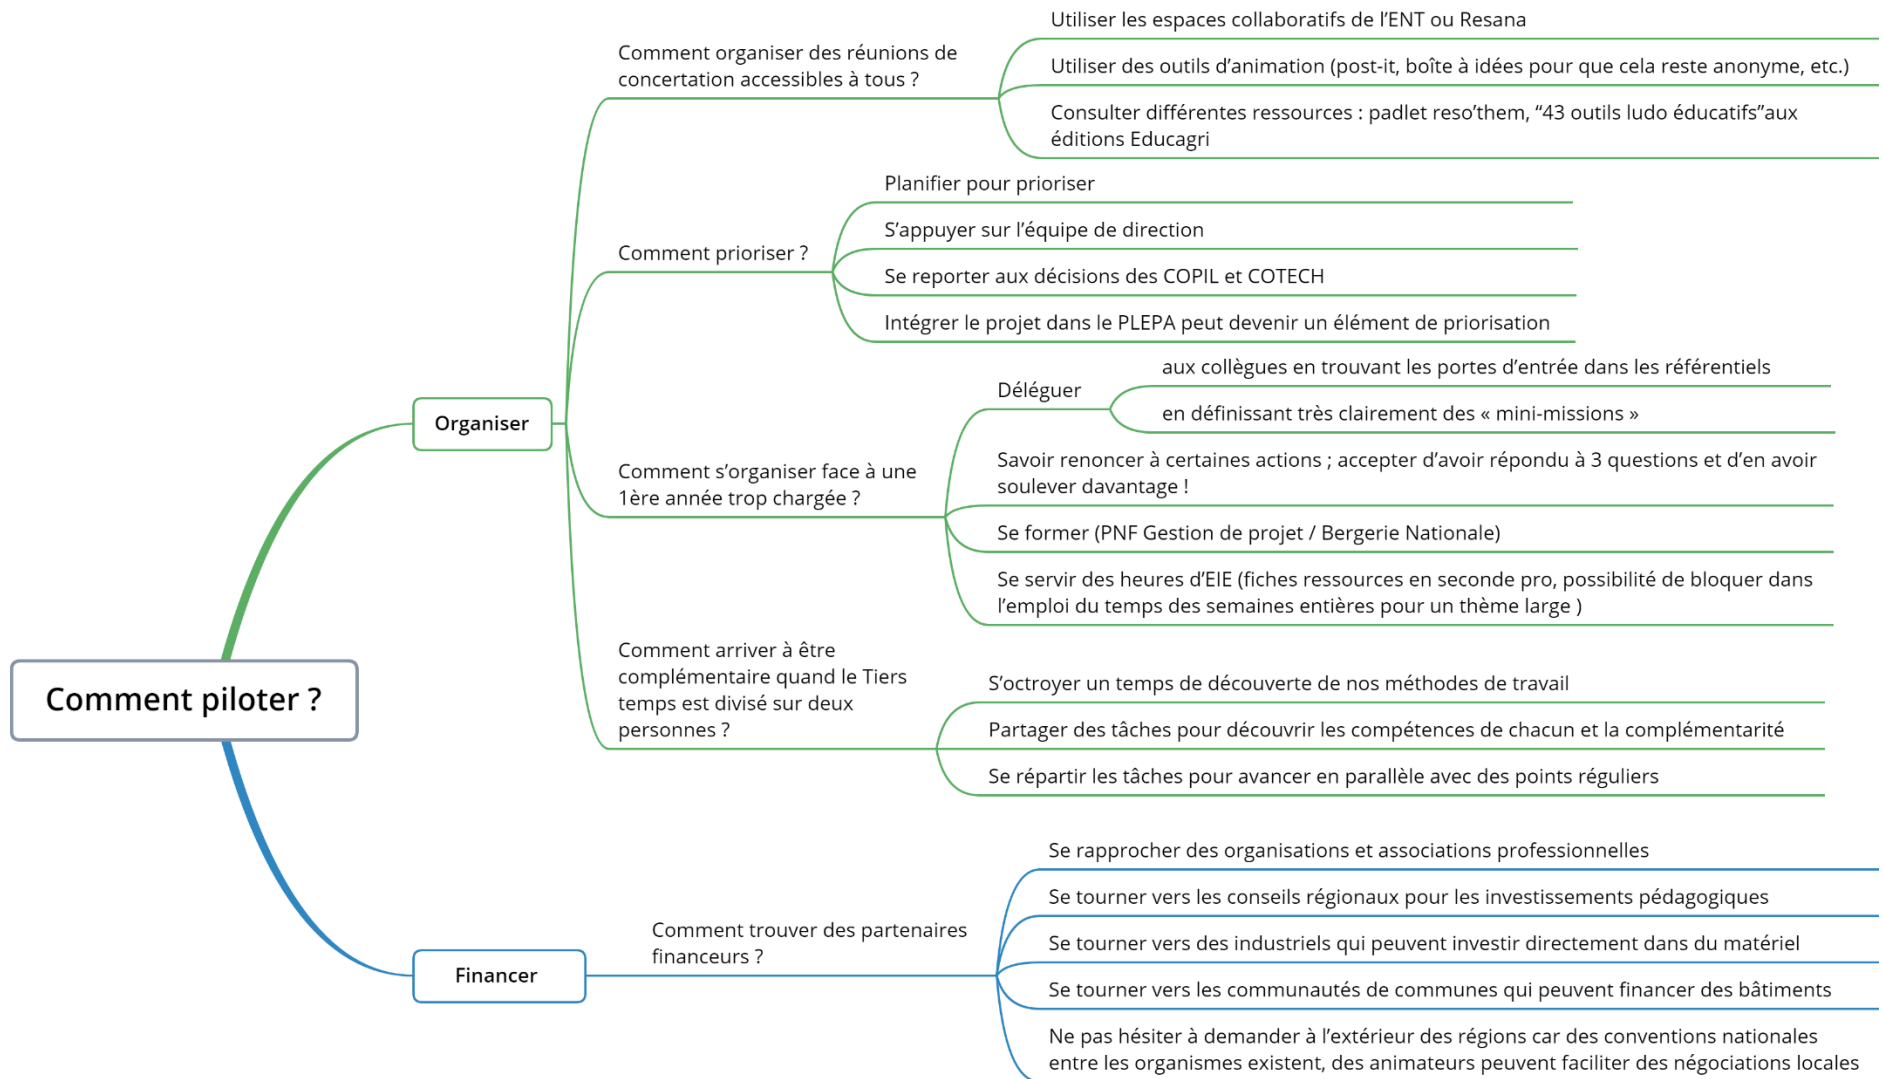 Comment piloter ?
Organiser
Comment organiser des réunions de
concertation accessibles à tous ?
Utiliser les espaces collaboratifs de l’ENT ou Resana
Utiliser des outils d’animation (post-it, boîte à idées pour que cela reste anonyme, etc.)
Consulter différentes ressources : padlet reso’them, “43 outils ludo éducatifs”aux
éditions Educagri
Comment prioriser ?
Planifier pour prioriser
S’appuyer sur l’équipe de direction
Se reporter aux décisions des COPIL et COTECH
Intégrer le projet dans le PLEPA peut devenir un élément de priorisation
Comment s’organiser face à une
1ère année trop chargée ?
Déléguer
aux collègues en trouvant les portes d’entrée dans les référentiels
en définissant très clairement des « mini-missions »
Savoir renoncer à certaines actions ; accepter d’avoir répondu à 3 questions et d’en avoir
soulever davantage !
Se former (PNF Gestion de projet / Bergerie Nationale)
Se servir des heures d’EIE (fiches ressources en seconde pro, possibilité de bloquer dans
l’emploi du temps des semaines entières pour un thème large )
Comment arriver à être
complémentaire quand le Tiers
temps est divisé sur deux
personnes ?
S’octroyer un temps de découverte de nos méthodes de travail
Partager des tâches pour découvrir les compétences de chacun et la complémentarité
Se répartir les tâches pour avancer en parallèle avec des points réguliers
Financer
Comment trouver des partenaires
financeurs ?
Se rapprocher des organisations et associations professionnelles
Se tourner vers les conseils régionaux pour les investissements pédagogiques
Se tourner vers des industriels qui peuvent investir directement dans du matériel
Se tourner vers les communautés de communes qui peuvent financer des bâtiments
Ne pas hésiter à demander à l’extérieur des régions car des conventions nationales
entre les organismes existent, des animateurs peuvent faciliter des négociations locales